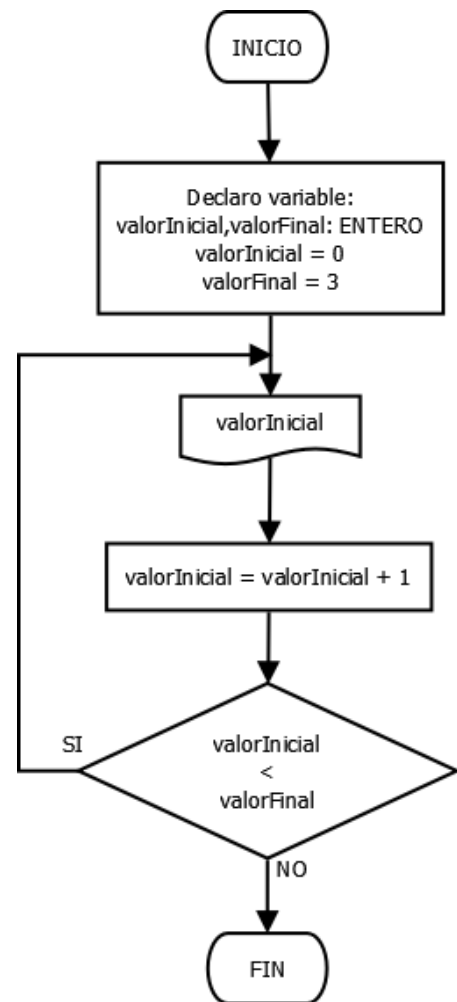 INICIO
Declaro variable:
valorInicial,valorFinal: ENTERO
valorInicial = 0
valorFinal = 3
valorInicial
valorInicial = valorInicial + 1
SI
valorInicial
<
valorFinal
NO
FIN